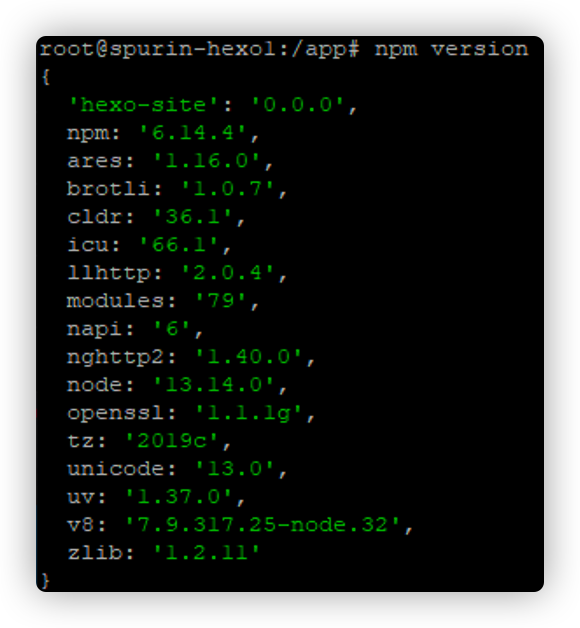 root@spurin-hexo1:/app# npm version
{
  'hexo-site': '0.0.0',
  npm: '6.14.4',
  ares: '1.16.0',
  brotli: '1.0.7',
  cldr: '36.1',
  icu: '66.1',
  llhttp: '2.0.4',
  modules: '79',
  napi: '6',
  nghttp2: '1.40.0',
  node: '13.14.0',
  openssl: '1.1.1g',
  tz: '2019c',
  unicode: '13.0',
  uv: '1.37.0',
  v8: '7.9.317.25-node.32',
  zlib: '1.2.11'
}